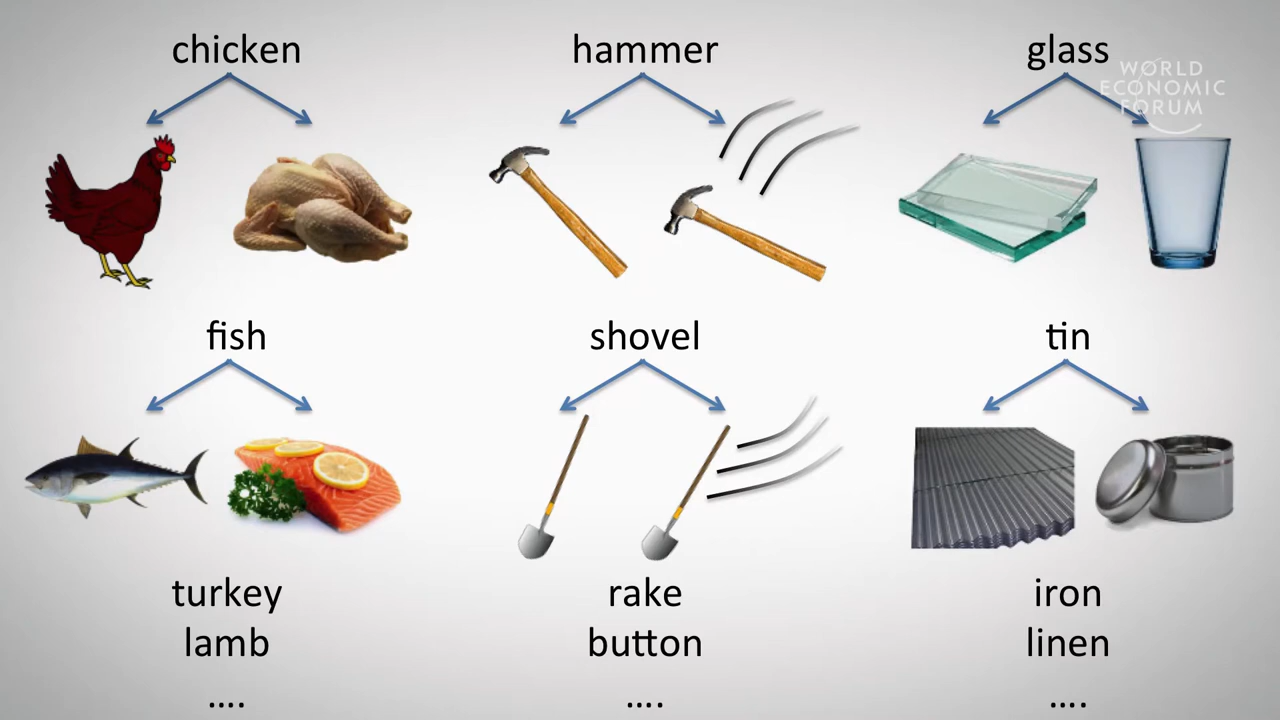 chicken
hammer
glass
WORLD
ECONOMIC
FORUM
fish
shovel
tin
turkey
rake
iron
lamb
button
linen
....
....
....